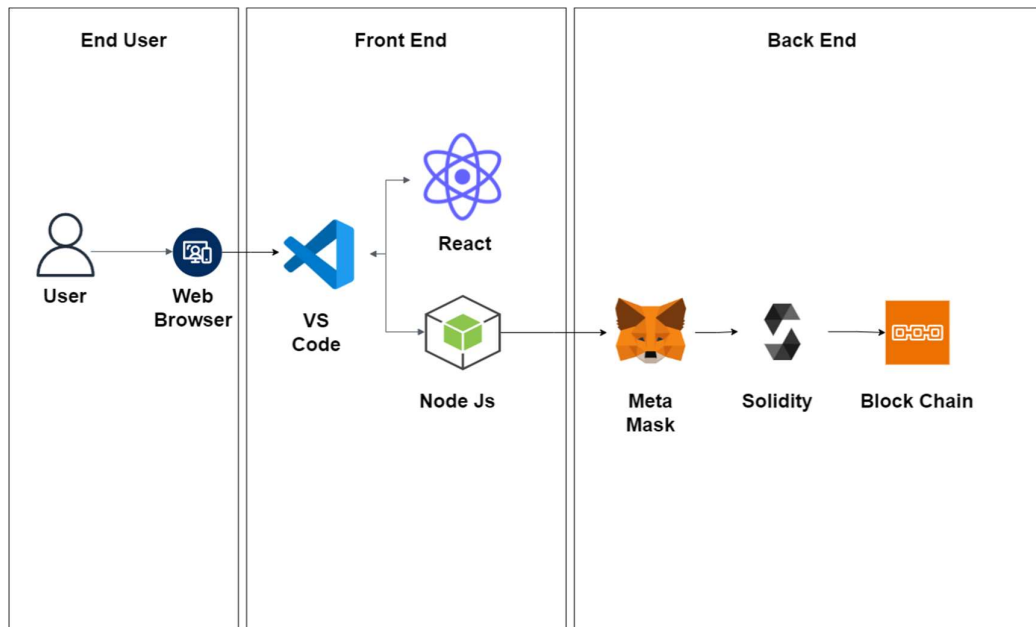 End User
Front End
Back End
User
Web
Browser
VS
Code
React
Node Js
Meta
Mask
Solidity
Block Chain